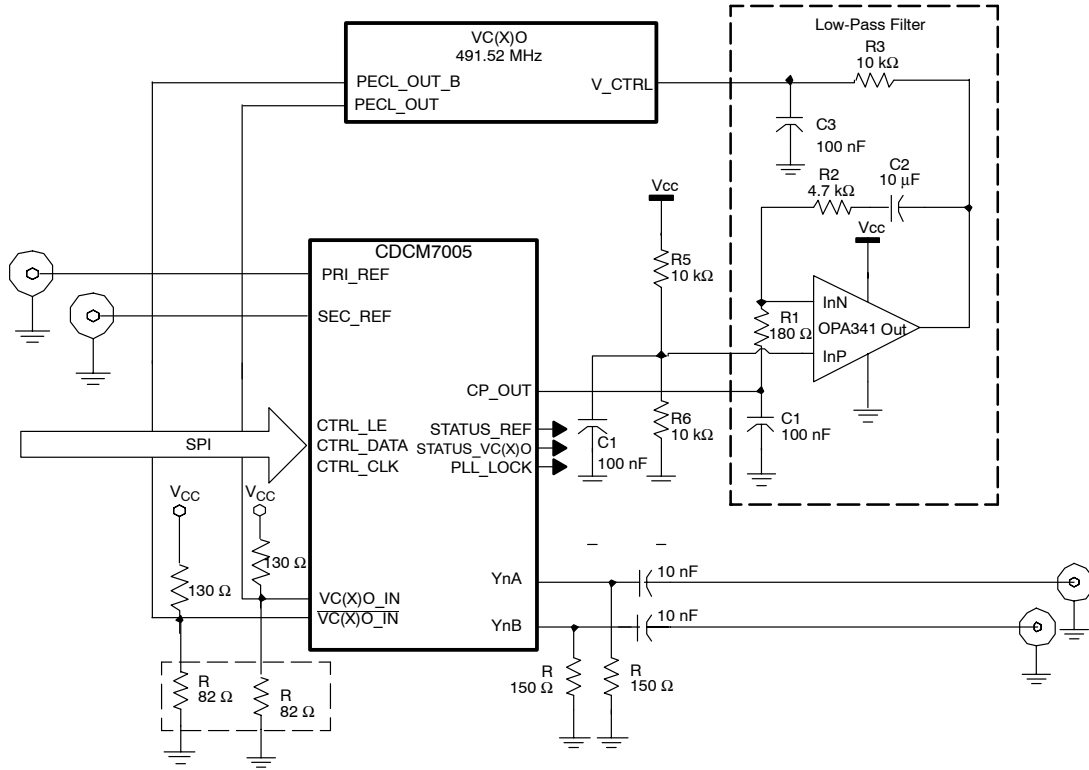 Low-Pass Filter
VC(X)O
491.52 MHz
PECL_OUT_B
PECL_OUT
V_CTRL
R3
10 kΩ
C3
100 nF
R2
4.7 kΩ
C2
10 μF
Vcc
Vcc
CDCM7005
PRI_REF
SEC_REF
R5
10 kΩ
InN
R1
180 Ω
OPA341 Out
InP
CP_OUT
CTRL_LE
CTRL_DATA
CTRL_CLK
SPI
STATUS_REF
STATUS_VC(X)O
PLL_LOCK
C1
100 nF
R6
10 kΩ
C1
100 nF
VCC
VCC
130 Ω
130 Ω
VC(X)O_IN
VC(X)O_IN
YnA
10 nF
YnB
10 nF
R
82 Ω
R
82 Ω
R
150 Ω
R
150 Ω